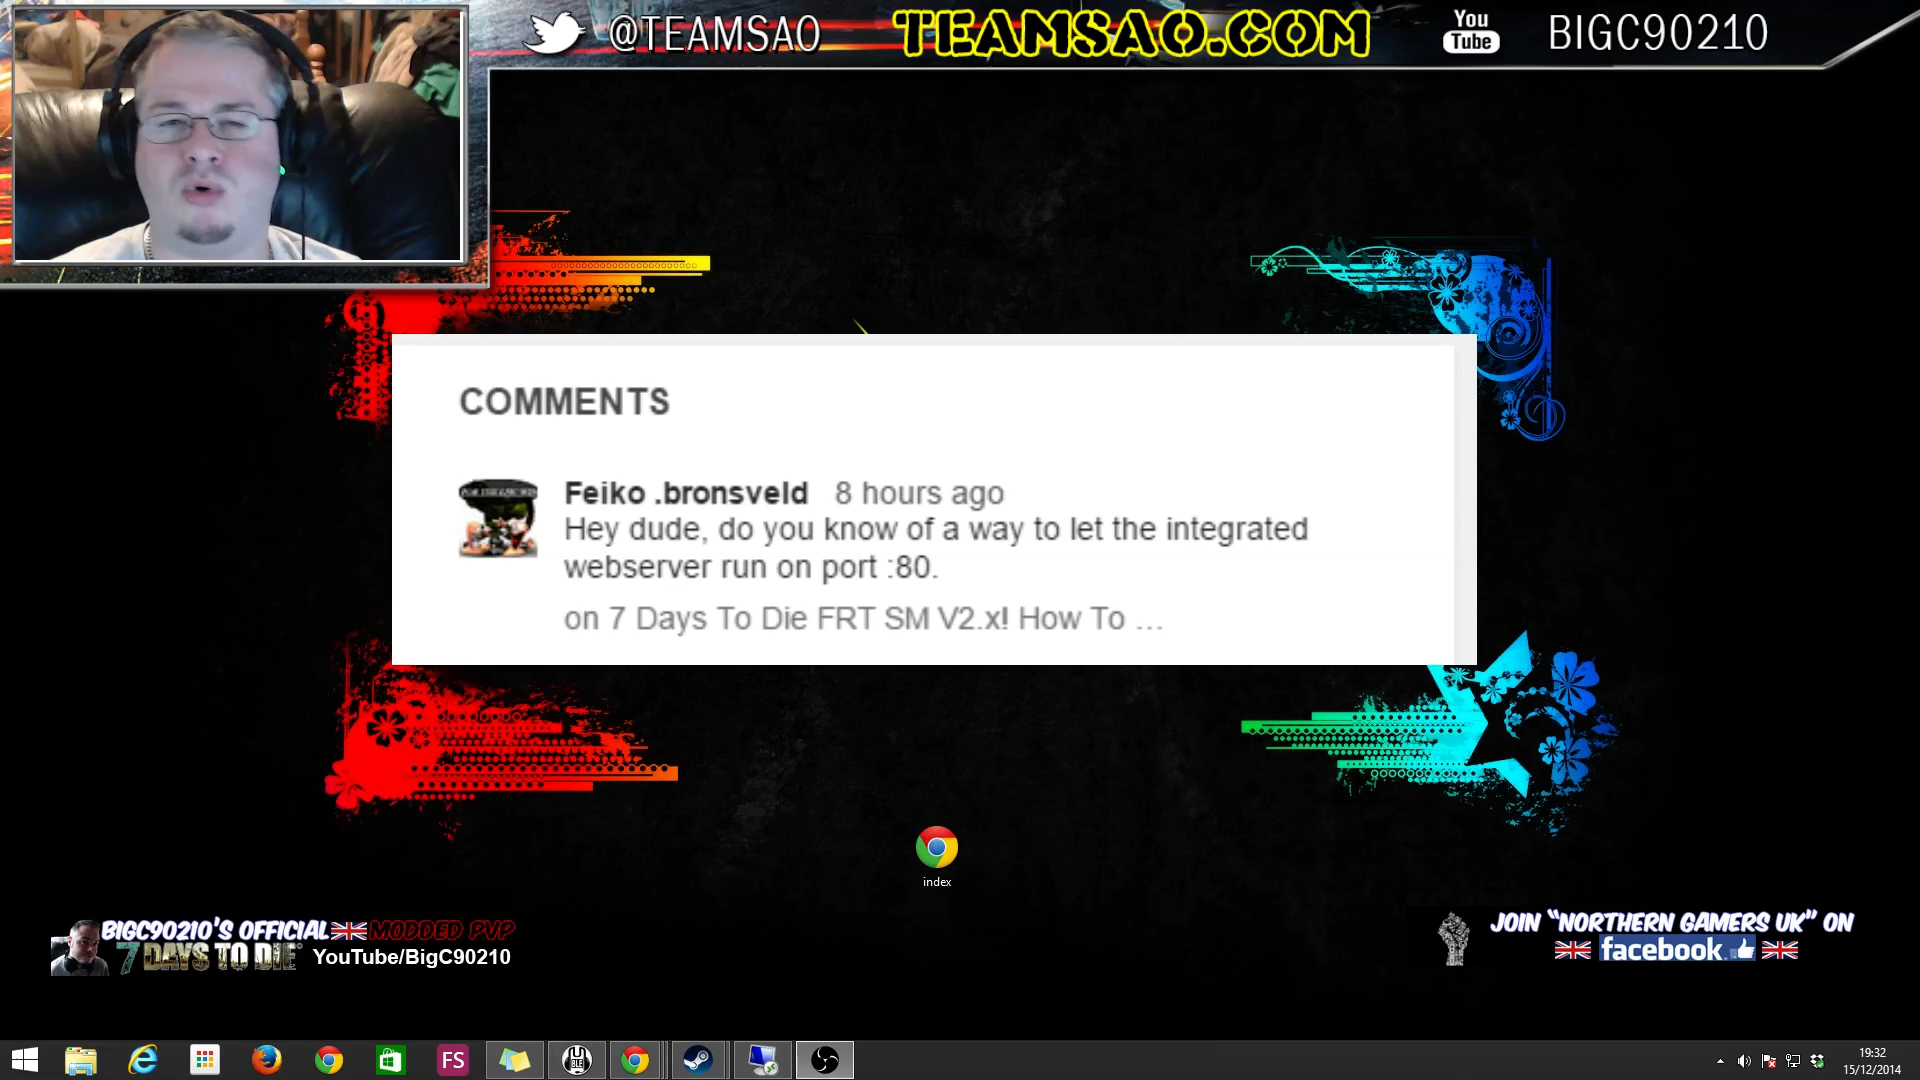 @TEAMSAO
TEAMSAO.COM
You
Tube
BIGC90210
COMMENTS
Feiko .bronsveld 8 hours ago
Hey dude, do you know of a way to let the integrated
webserver run on port :80.
on 7 Days To Die FRT SM V2.x! How To ...
index
BIGC90210'S OFFICIAL MODDED PVP
7 DAYS TO DIE YouTube/BigC90210
JOIN "NORTHERN GAMERS UK" ON
facebook
FS
19:32
15/12/2014